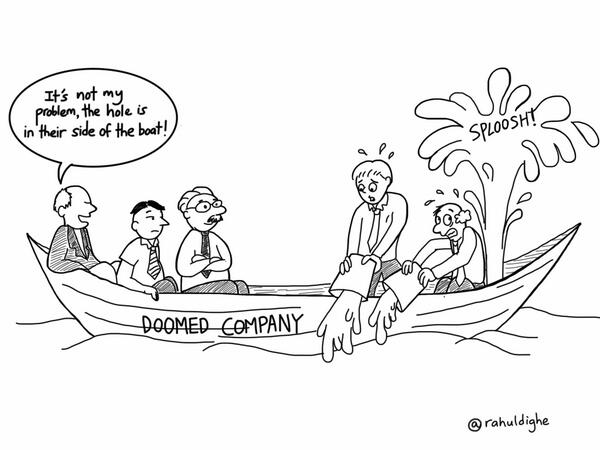 It's not my
problem, the hole is
in their side of the boat!
SPLOOSH!
DOOMED COMPANY
@rahuldighe